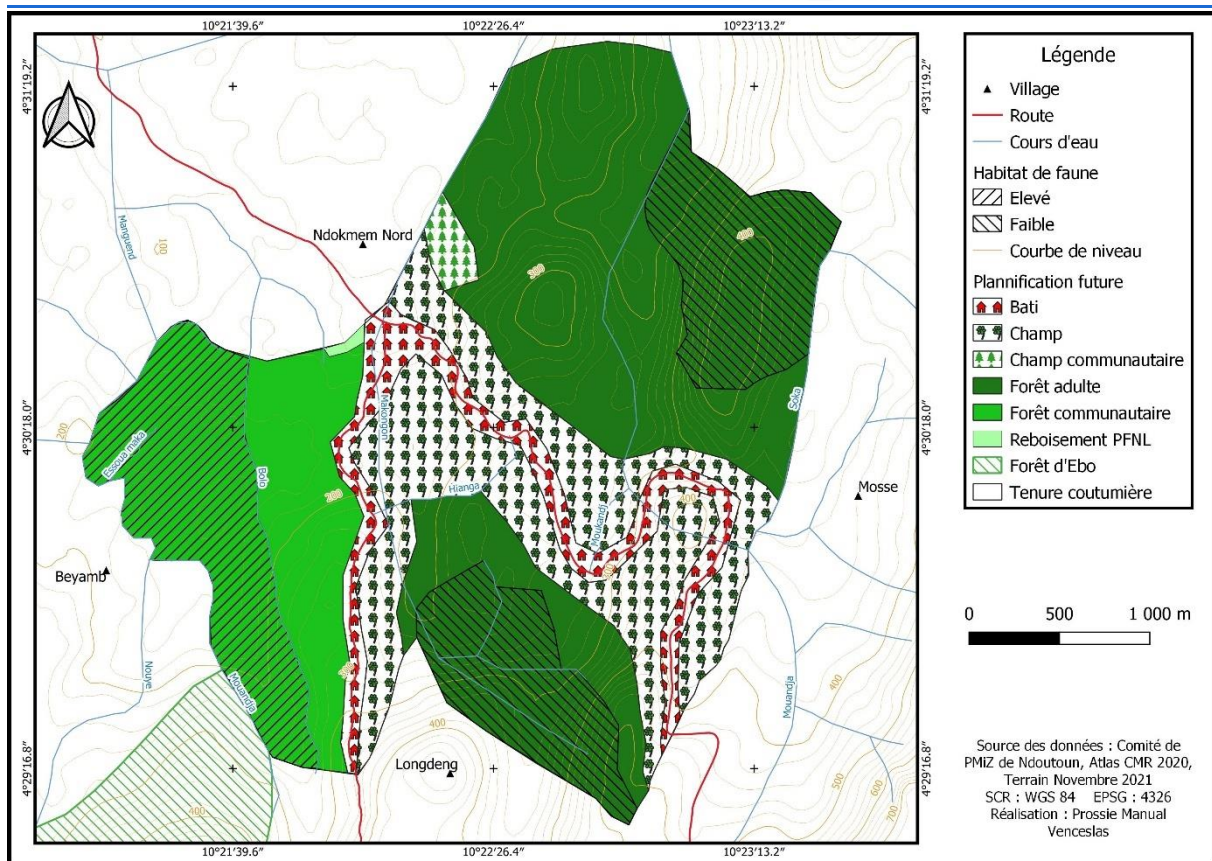 10°21′39.6″ 10°22′26.4″ 10°23′13.2″
4°31′19.2″ 4°31′19.2″
4°30′18.0″ 4°30′18.0″
4°29′16.8″ 4°29′16.8″
10°21′39.6″ 10°22′26.4″ 10°23′13.2″
Manguend
100
Ndokmem Nord
400
300
200
Essoua maka
Bolo
Makongon
Soka
200
Hianga
400
Mosse
Moukandja
Beyamb
Nouye
Mouandja
Mouandja
400
400
Longdeng
400
500
600
700
Légende
Village
Route
Cours d'eau
Habitat de faune
Elevé
Faible
Courbe de niveau
Plannification future
Bati
Champ
Champ communautaire
Forêt adulte
Forêt communautaire
Reboisement PFNL
Forêt d'Ebo
Tenure coutumière
0 500 1 000 m
Source des données : Comité de
PMiZ de Ndoutoun, Atlas CMR 2020,
Terrain Novembre 2021
SCR : WGS 84 EPSG : 4326
Réalisation : Prossie Manual
Venceslas